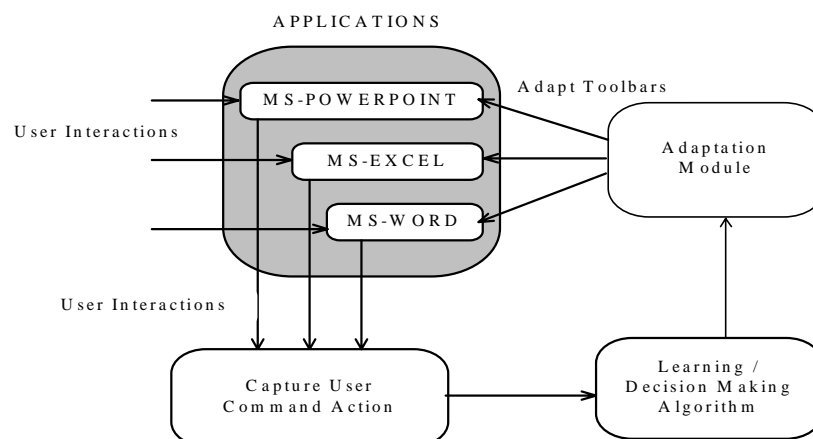 APPLICATIONS
MS-POWERPOINT
Adapt Toolbars
User Interactions
MS-EXCEL
Adaptation
Module
MS-WORD
User Interactions
Capture User
Command Action
Learning /
Decision Making
Algorithm